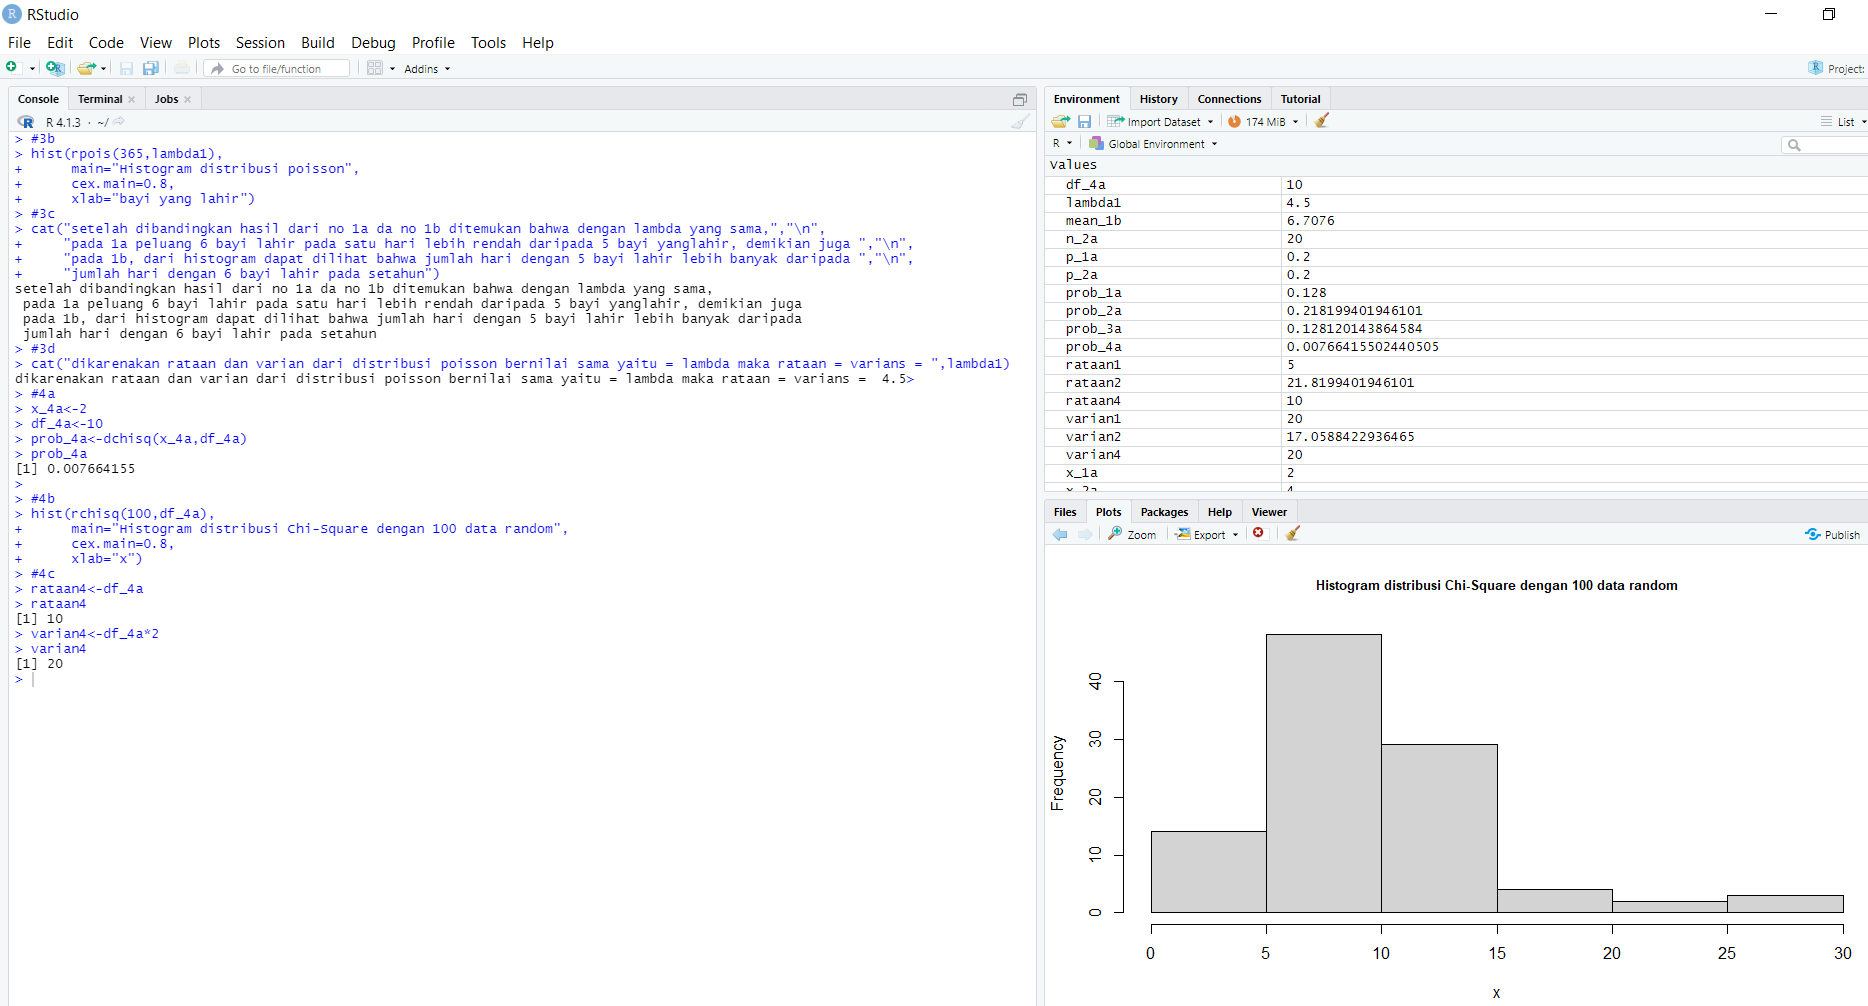 RStudio
File Edit Code View Plots Session Build Debug Profile Tools Help
Go to file/function Addins Project:
Console Terminal Jobs
R 4.1.3 · ~/
> #3b
> hist(rpois(365,lambda1),
+ main="Histogram distribusi poisson",
+ cex.main=0.8,
+ xlab="bayi yang lahir")
> #3c
> cat("setelah dibandingkan hasil dari no 1a da no 1b ditemukan bahwa dengan lambda yang sama,","\n",
+ "pada 1a peluang 6 bayi lahir pada satu hari lebih rendah daripada 5 bayi yanglahir, demikian juga ","\n",
+ "pada 1b, dari histogram dapat dilihat bahwa jumlah hari dengan 5 bayi lahir lebih banyak daripada ","\n",
+ "jumlah hari dengan 6 bayi lahir pada setahun")
setelah dibandingkan hasil dari no 1a da no 1b ditemukan bahwa dengan lambda yang sama,
pada 1a peluang 6 bayi lahir pada satu hari lebih rendah daripada 5 bayi yanglahir, demikian juga
pada 1b, dari histogram dapat dilihat bahwa jumlah hari dengan 5 bayi lahir lebih banyak daripada
jumlah hari dengan 6 bayi lahir pada setahun
> #3d
> cat("dikarenakan rataan dan varian dari distribusi poisson bernilai sama yaitu = lambda maka rataan = varians = ",lambda1)
dikarenakan rataan dan varian dari distribusi poisson bernilai sama yaitu = lambda maka rataan = varians =  4.5>
> #4a
> x_4a<-2
> df_4a<-10
> prob_4a<-dchisq(x_4a,df_4a)
> prob_4a
[1] 0.007664155
>
> #4b
> hist(rchisq(100,df_4a),
+ main="Histogram distribusi Chi-Square dengan 100 data random",
+ cex.main=0.8,
+ xlab="x")
> #4c
> rataan4<-df_4a
> rataan4
[1] 10
> varian4<-df_4a*2
> varian4
[1] 20
>
Environment History Connections Tutorial
Import Dataset 174 MiB List
R Global Environment
Values
df_4a 10
lambda1 4.5
mean_1b 6.7076
n_2a 20
p_1a 0.2
p_2a 0.2
prob_1a 0.128
prob_2a 0.218199401946101
prob_3a 0.128120143864584
prob_4a 0.00766415502440505
rataan1 5
rataan2 21.8199401946101
rataan4 10
varian1 20
varian2 17.0588422936465
varian4 20
x_1a 2
x_2a 4
Files Plots Packages Help Viewer
Zoom Export Publish
Histogram distribusi Chi-Square dengan 100 data random
Frequency
40
30
20
10
0
0 5 10 15 20 25 30
x